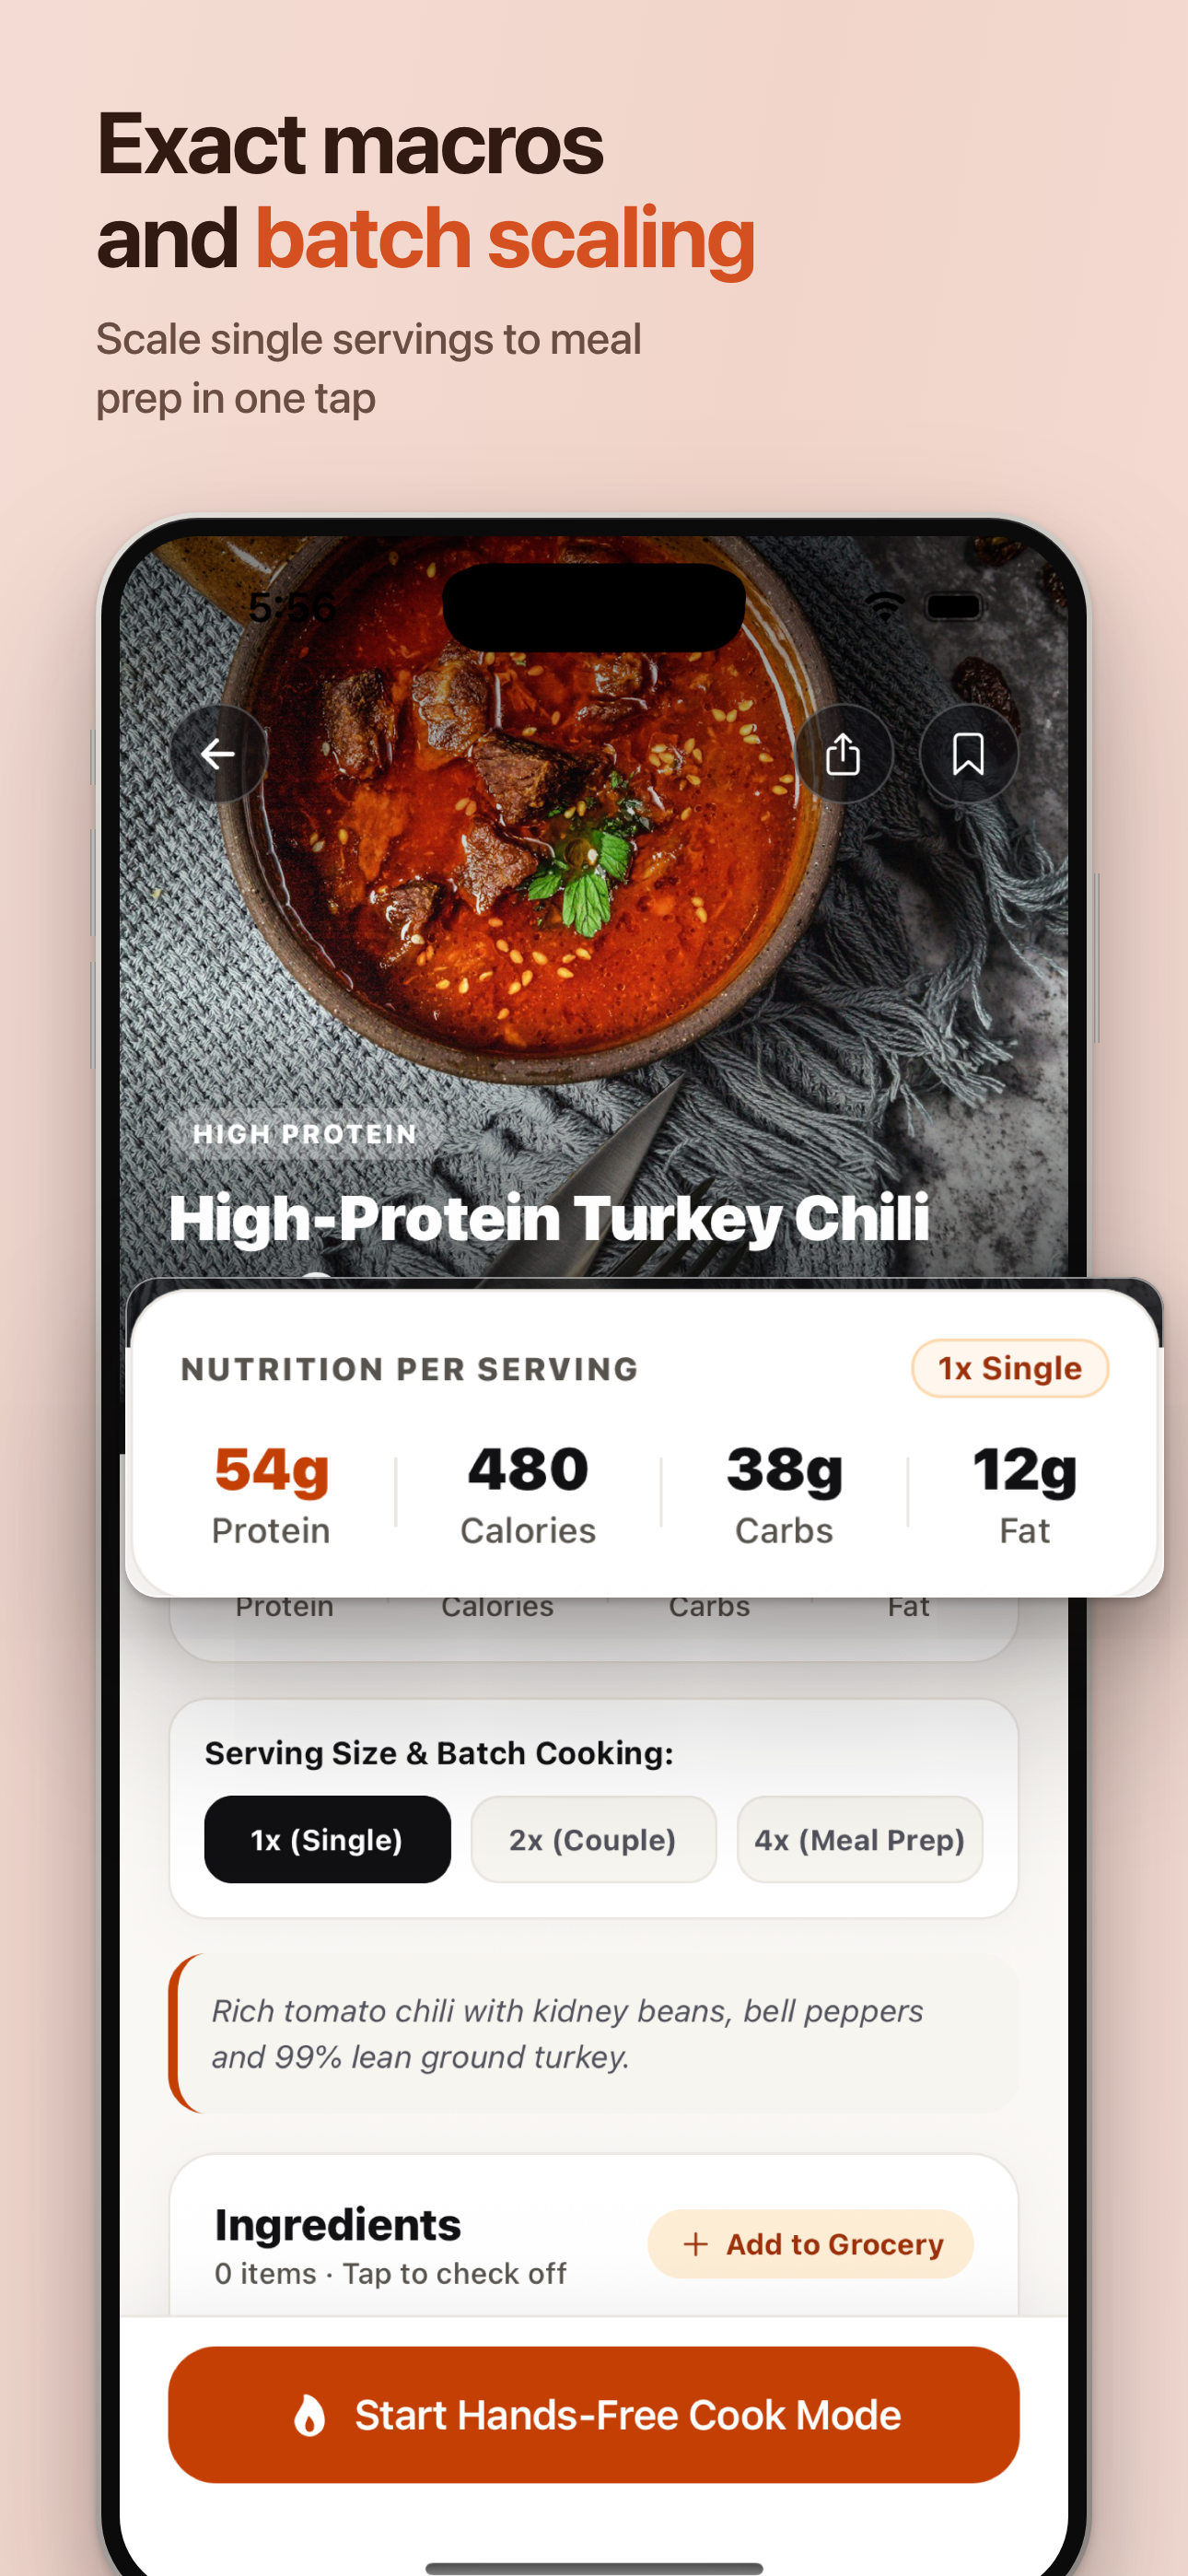 Exact macros
and batch scaling
Scale single servings to meal
prep in one tap
5:56
HIGH PROTEIN
High-Protein Turkey Chili
NUTRITION PER SERVING
1x Single
54g
480
38g
12g
Protein
Calories
Carbs
Fat
Protein
Calories
Carbs
Fat
Serving Size & Batch Cooking:
1x (Single)
2x (Couple)
4x (Meal Prep)
Rich tomato chili with kidney beans, bell peppers
and 99% lean ground turkey.
Ingredients
0 items · Tap to check off
+ Add to Grocery
Start Hands-Free Cook Mode